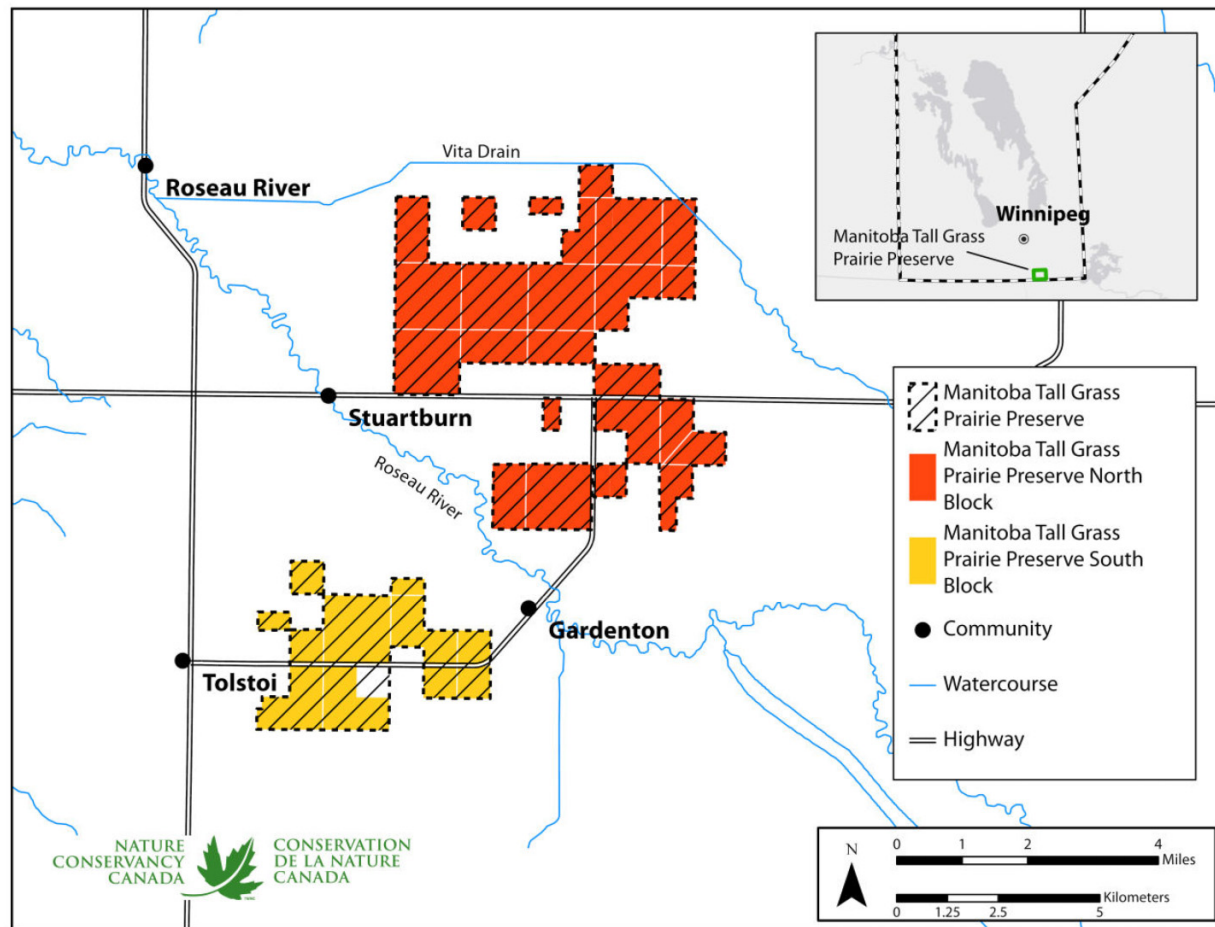 Vita Drain
Roseau River
Winnipeg
Manitoba Tall Grass
Prairie Preserve
Stuartburn
Roseau River
Gardenton
Tolstoi
Manitoba Tall Grass
Prairie Preserve
Manitoba Tall Grass
Prairie Preserve North
Block
Manitoba Tall Grass
Prairie Preserve South
Block
Community
Watercourse
Highway
NATURE
CONSERVANCY
CANADA
CONSERVATION
DE LA NATURE
CANADA
N
0 1 2 4
Miles
Kilometers
0 1.25 2.5 5